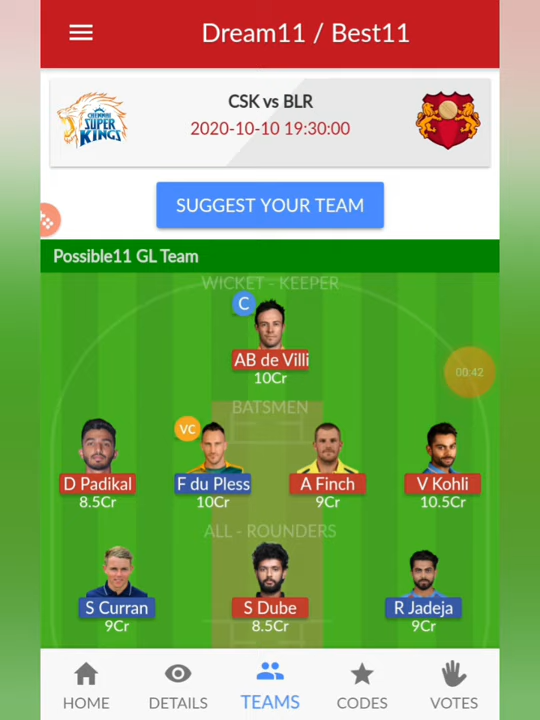 Dream11 / Best11
CHENNAI
SUPER
KINGS
CSK vs BLR
2020-10-10 19:30:00
SUGGEST YOUR TEAM
Possible11 GL Team
WICKET - KEEPER
C
AB de Villi
10Cr
00:42
BATSMEN
VC
D Padikal
F du Pless
A Finch
V Kohli
8.5Cr
10Cr
9Cr
10.5Cr
ALL - ROUNDERS
S Curran
S Dube
R Jadeja
9Cr
8.5Cr
9Cr
HOME
DETAILS
TEAMS
CODES
VOTES